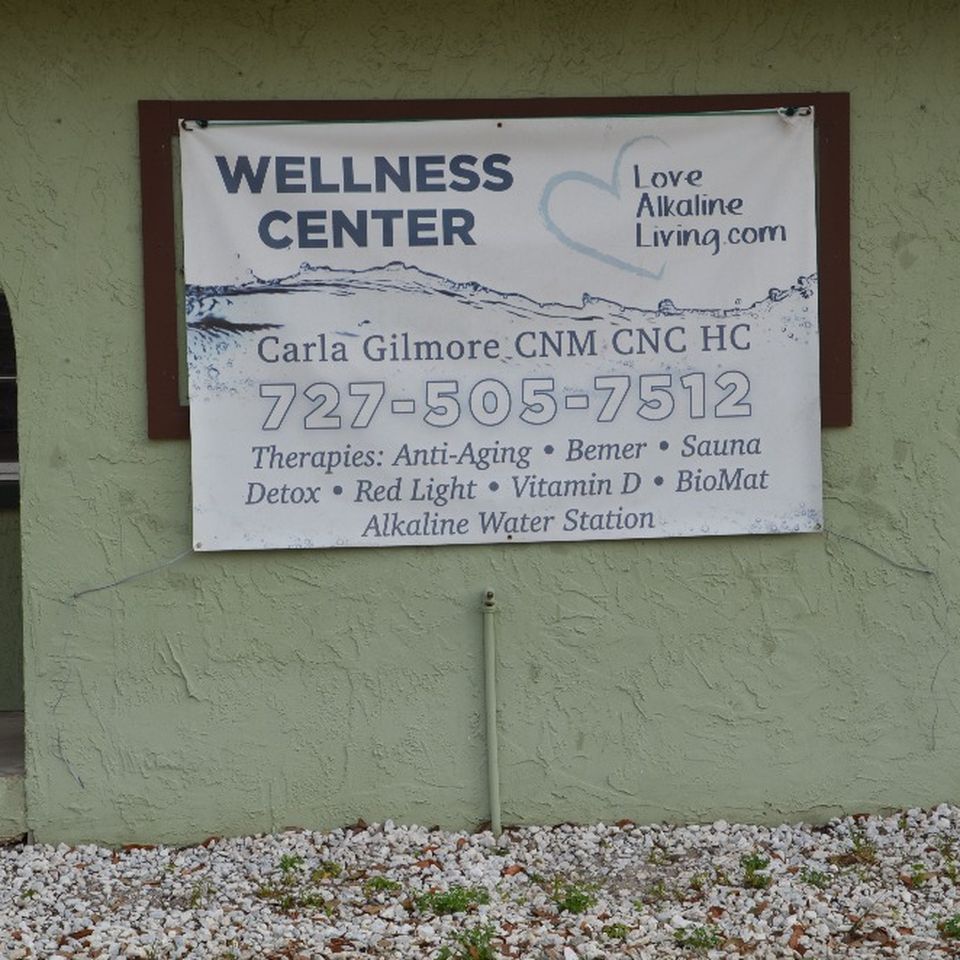 WELLNESS
CENTER
Love
Alkaline
Living.com
Carla Gilmore CNM CNC HC
727-505-7512
Therapies: Anti-Aging • Bemer • Sauna
Detox • Red Light • Vitamin D • BioMat
Alkaline Water Station